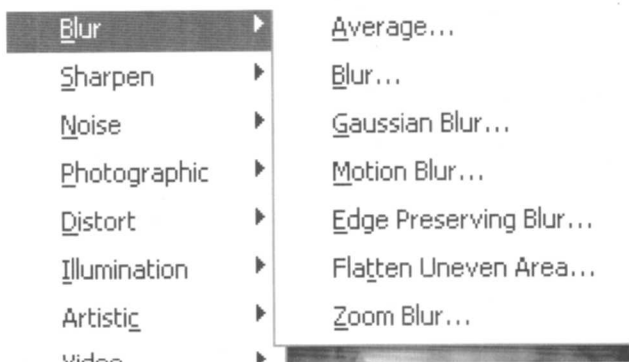 Blur
Sharpen
Noise
Photographic
Distort
Illumination
Artistic
Video
Average...
Blur...
Gaussian Blur...
Motion Blur...
Edge Preserving Blur...
Flatten Uneven Area...
Zoom Blur...